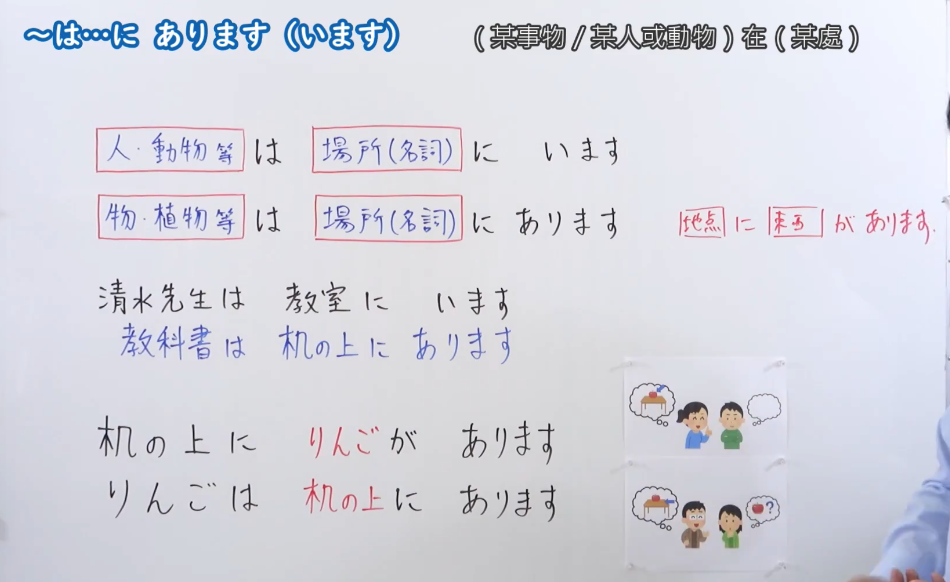 ～は…に あります（います） （某事物／某人或動物）在（某處）
人・動物等 は 場所(名詞) に います
物・植物等 は 場所(名詞) に あります 地点 に 東西 があります.
清水先生は 教室に います
教科書は 机の上に あります
机の上に りんごが あります
りんごは 机の上に あります
?